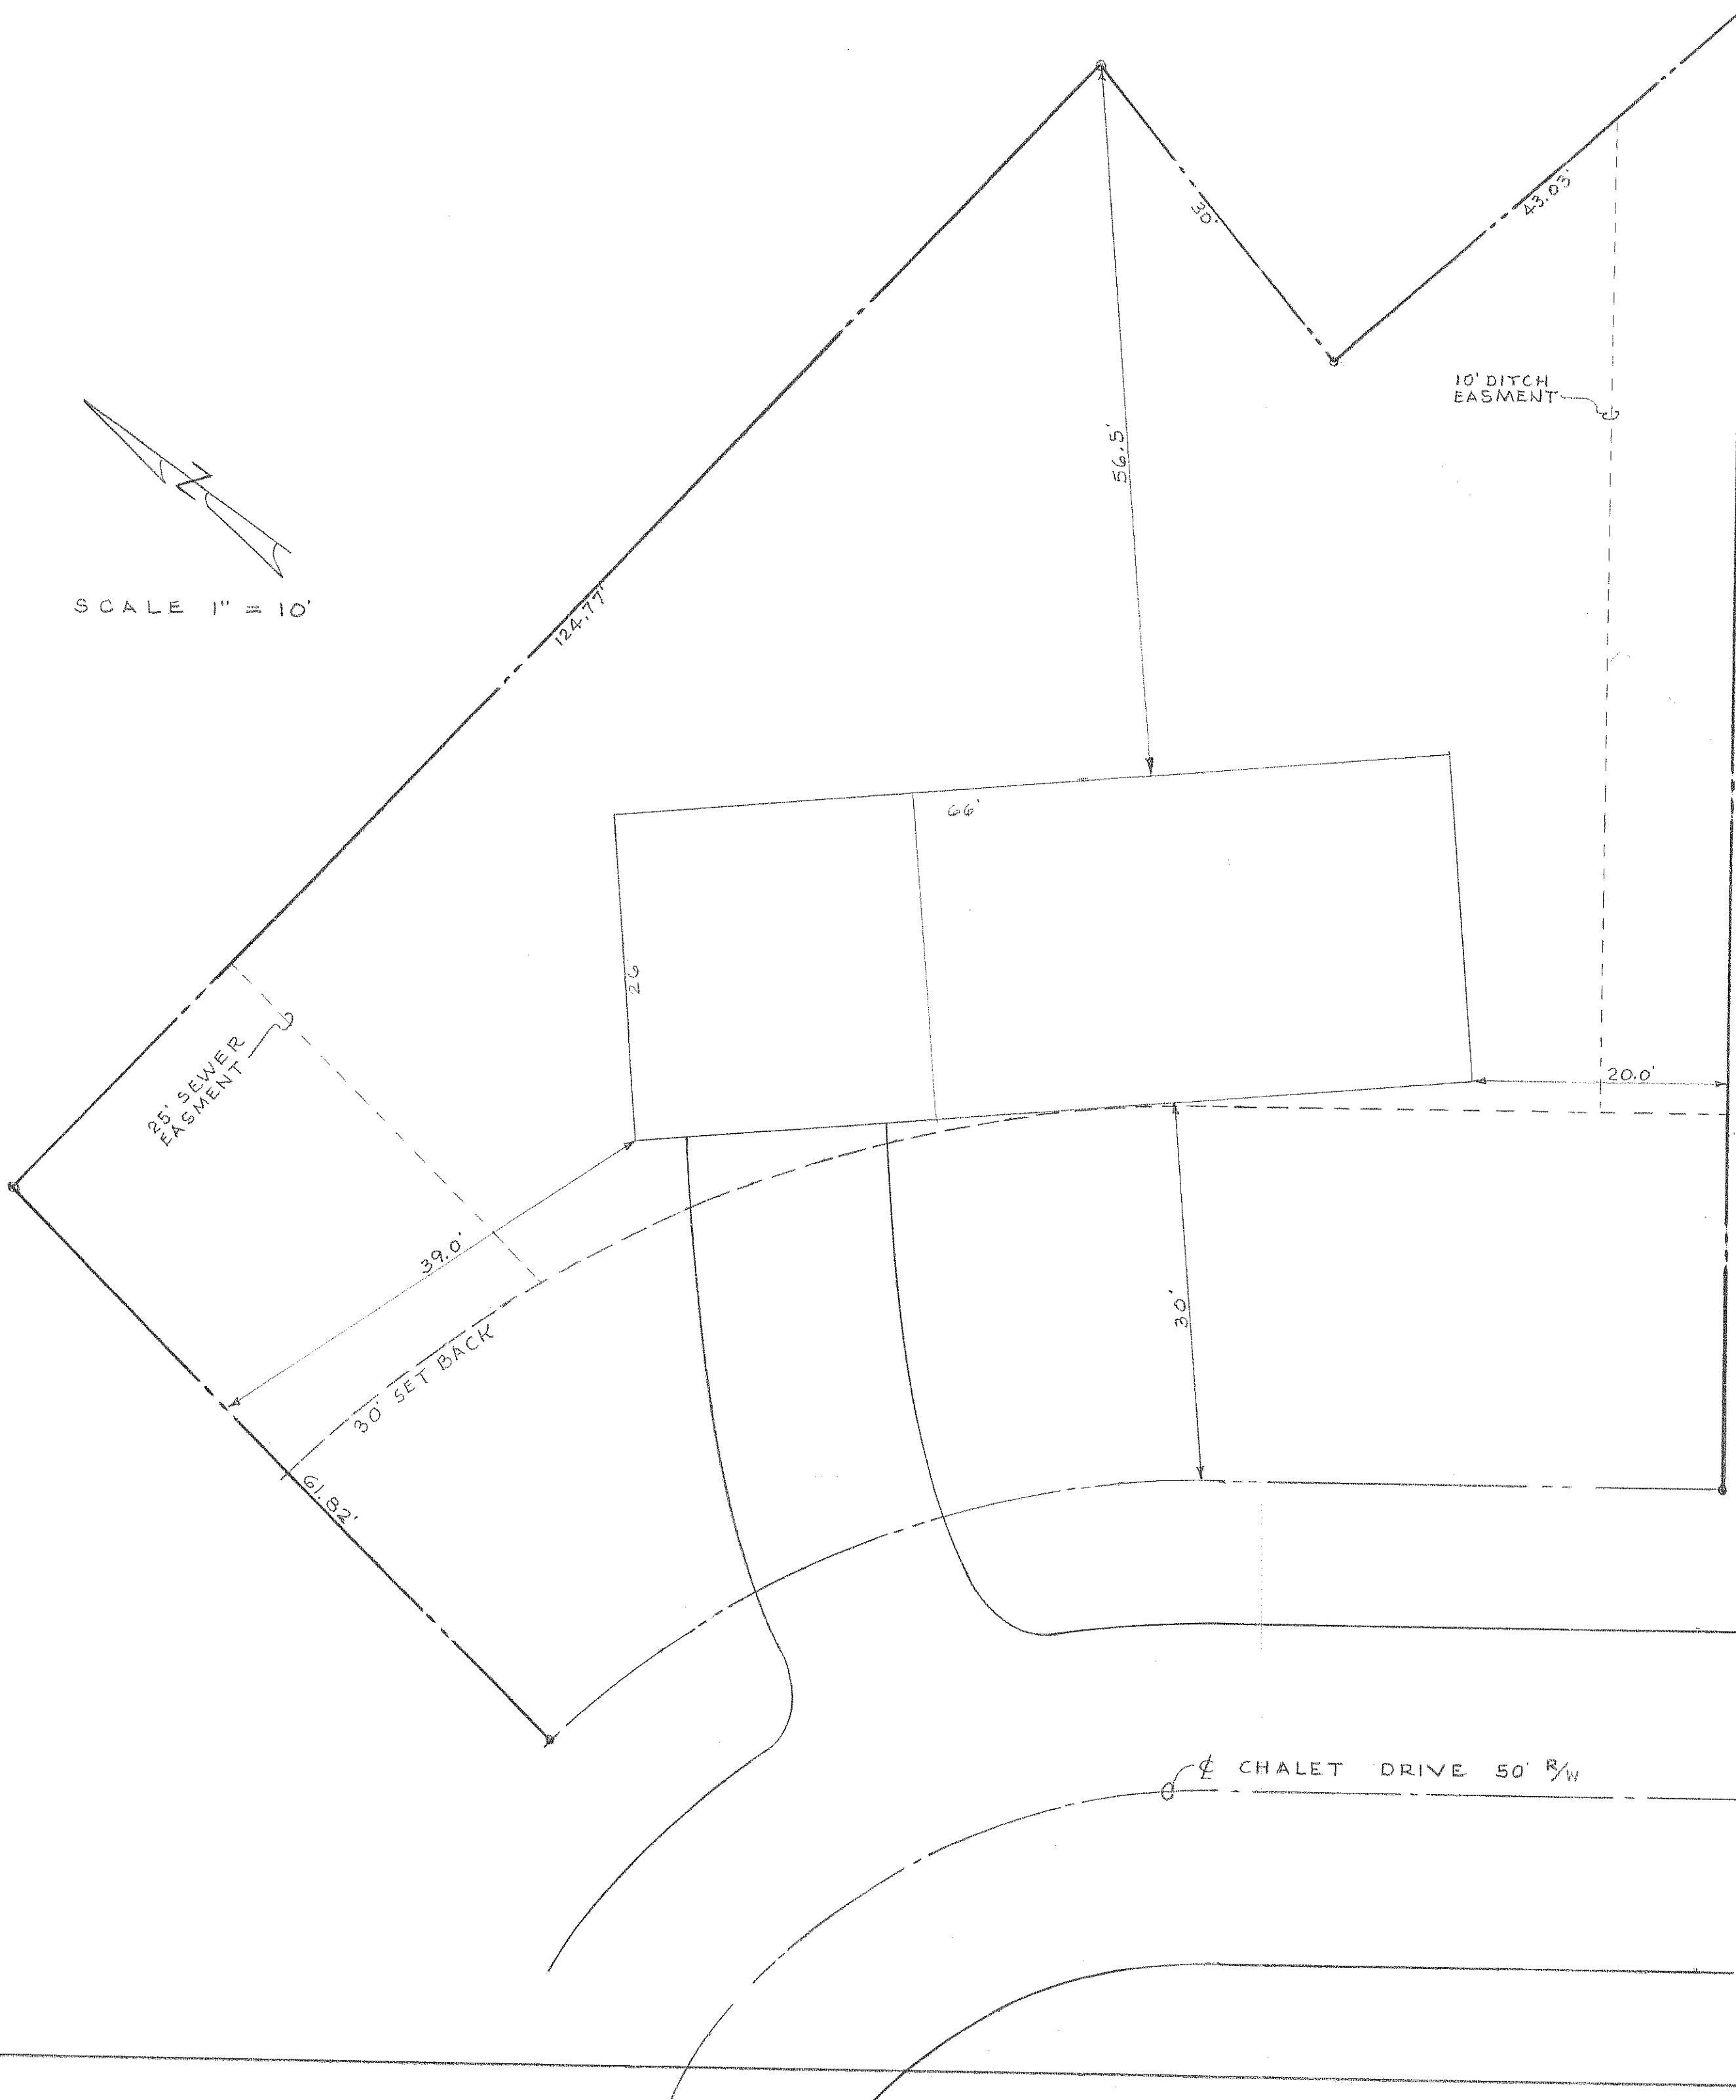 30'
43.03'
10' DITCH
EASMENT
56.5'
N
SCALE 1" = 10'
124.77'
66'
26'
25' SEWER
EASMENT
20.0'
39.0'
30'
30' SET BACK
61.82'
℄ CHALET DRIVE 50' R/W